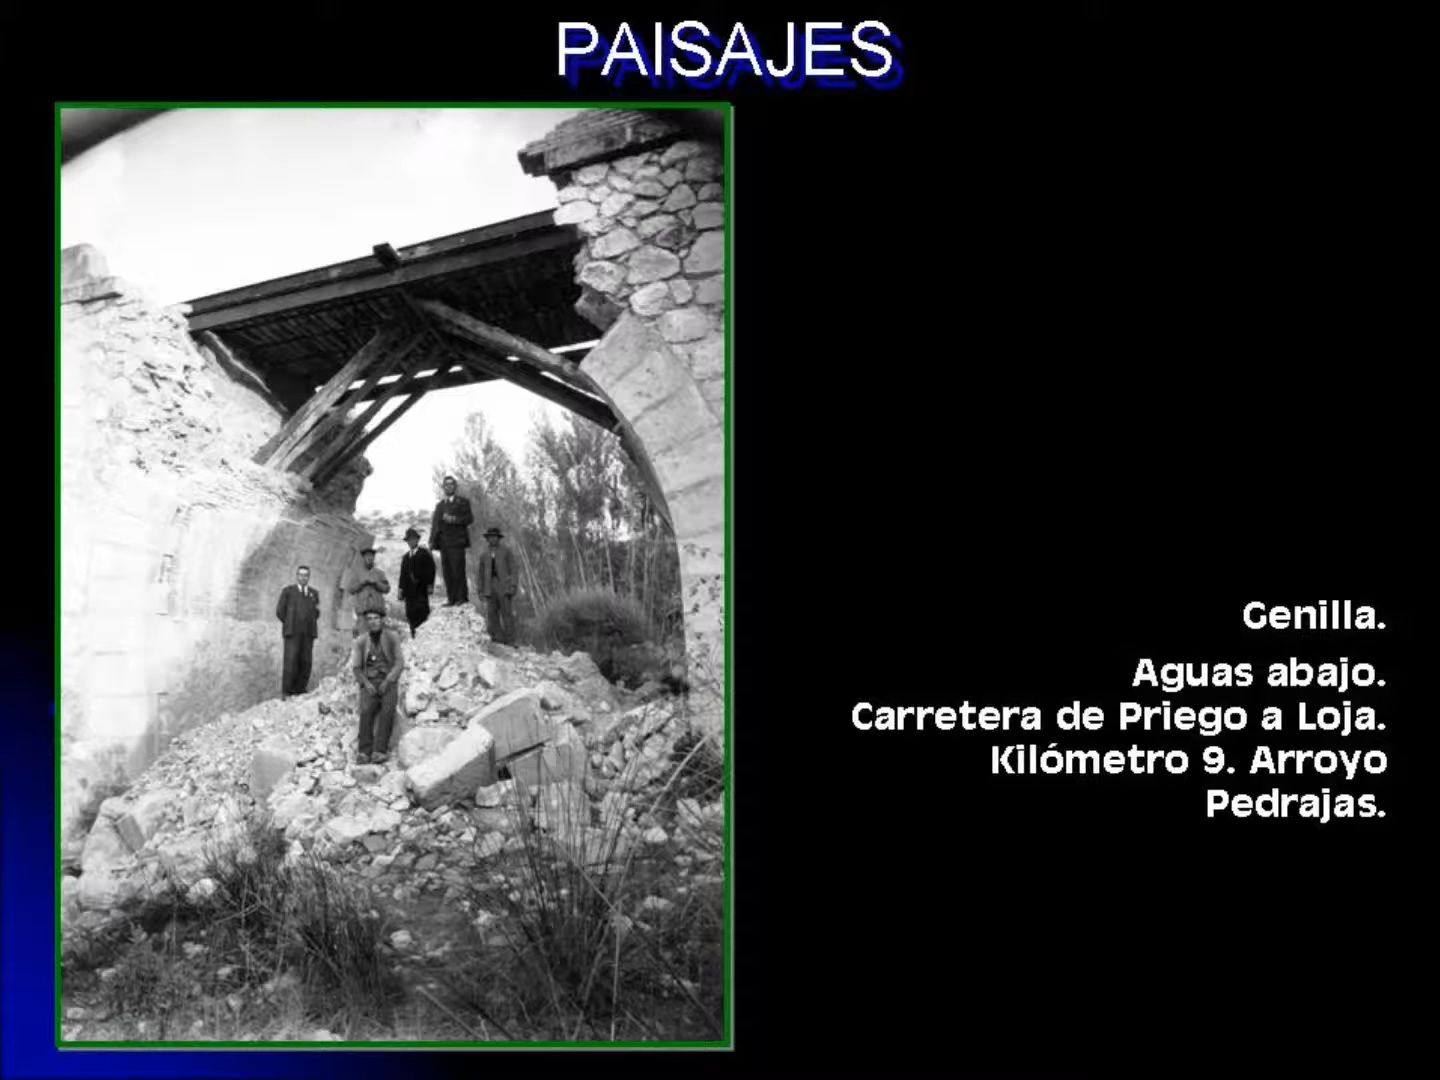 PAISAJES
Genilla.
Aguas abajo.
Carretera de Priego a Loja.
Kilómetro 9. Arroyo
Pedrajas.